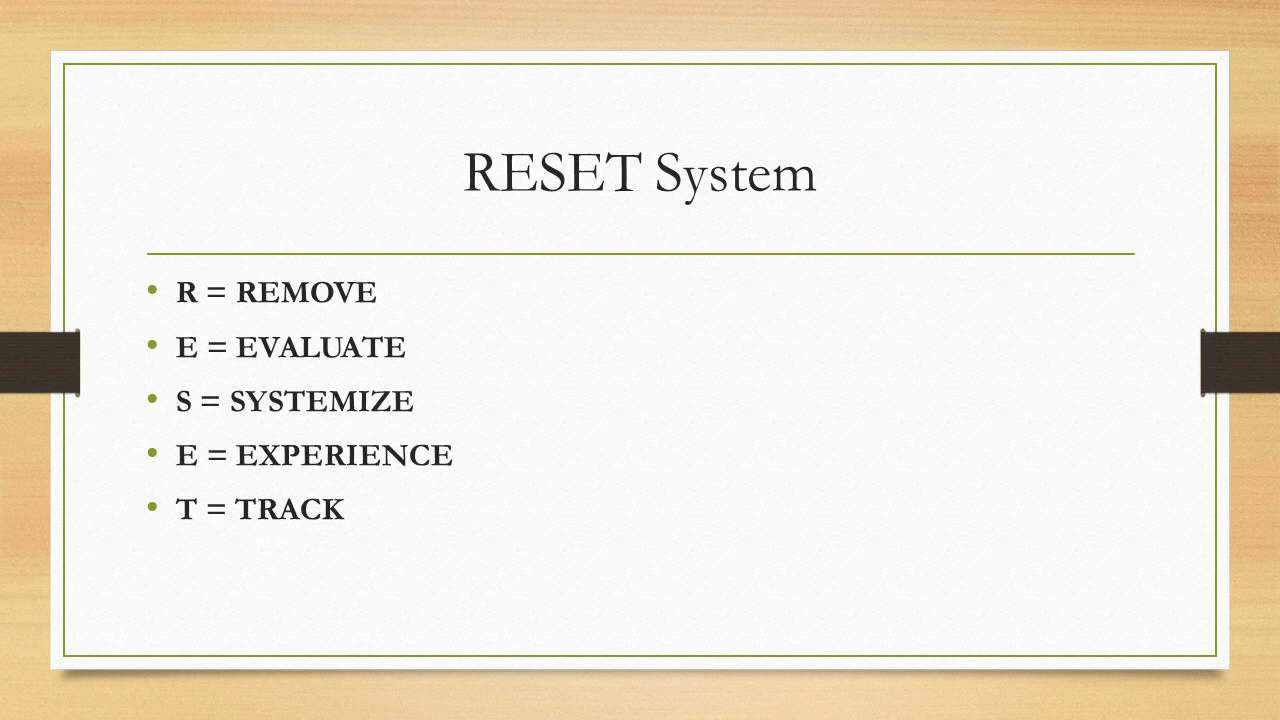 RESET System
• R = REMOVE
• E = EVALUATE
• S = SYSTEMIZE
• E = EXPERIENCE
• T = TRACK